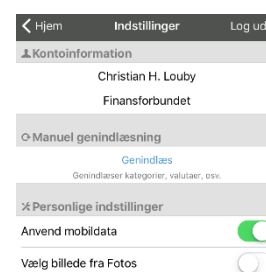 Hjem Indstillinger Log ud
Kontoinformation
Christian H. Louby
Finansforbundet
Manuel genindlæsning
Genindlæs
Genindlæser kategorier, valutaer, osv.
Personlige indstillinger
Anvend mobildata
Vælg billede fra Fotos